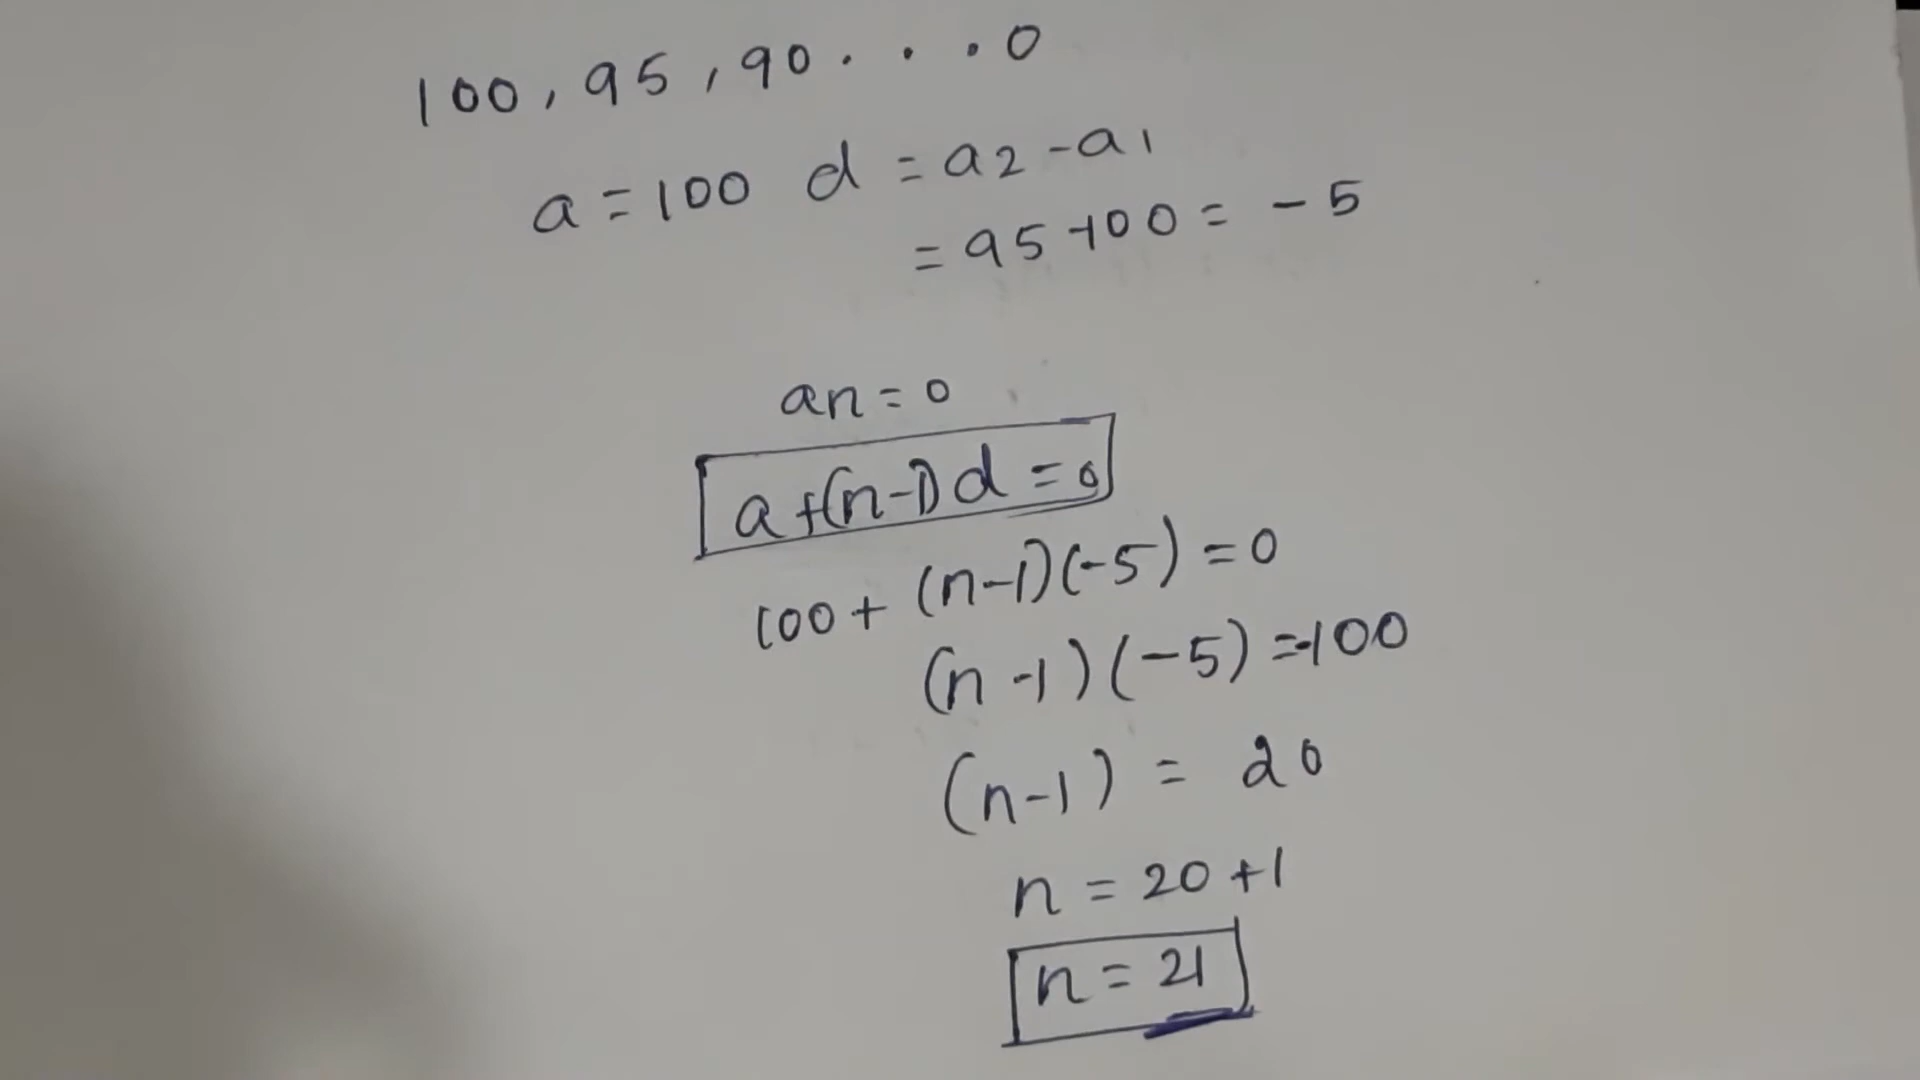 100, 95, 90 . . . 0
a = 100 d = a2 - a1
= 95 - 100 = - 5
an = 0
a + (n-1) d = 0
100 + (n-1)(-5) = 0
(n-1)(-5) = -100
(n-1) = 20
n = 20 + 1
n = 21